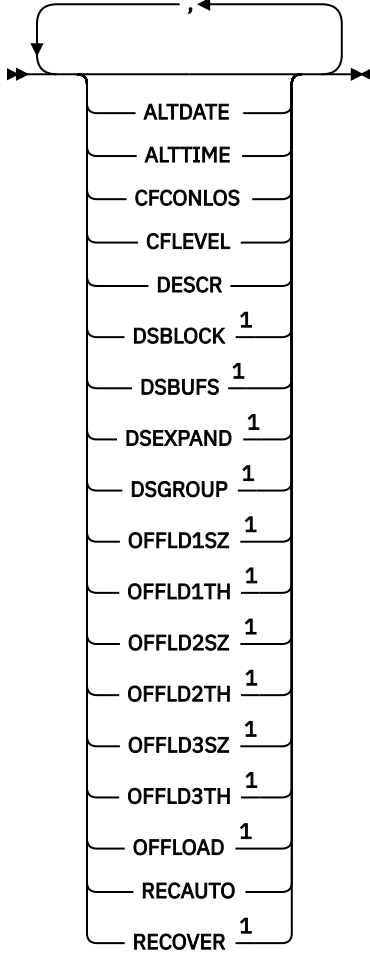 ,
ALTDATE
ALTTIME
CFCONLOS
CFLEVEL
DESCR
DSBLOCK 1
DSBUFS 1
DSEXPAND 1
DSGROUP 1
OFFLD1SZ 1
OFFLD1TH 1
OFFLD2SZ 1
OFFLD2TH 1
OFFLD3SZ 1
OFFLD3TH 1
OFFLOAD 1
RECAUTO
RECOVER 1